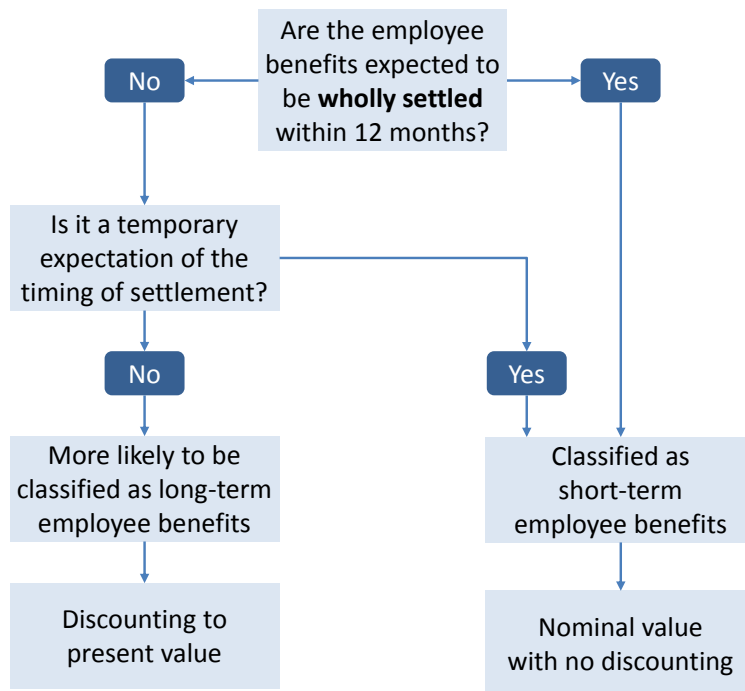 Are the employee
benefits expected to
be wholly settled
within 12 months?
No
Yes
Is it a temporary
expectation of the
timing of settlement?
No
Yes
More likely to be
classified as long-term
employee benefits
Classified as
short-term
employee benefits
Discounting to
present value
Nominal value
with no discounting